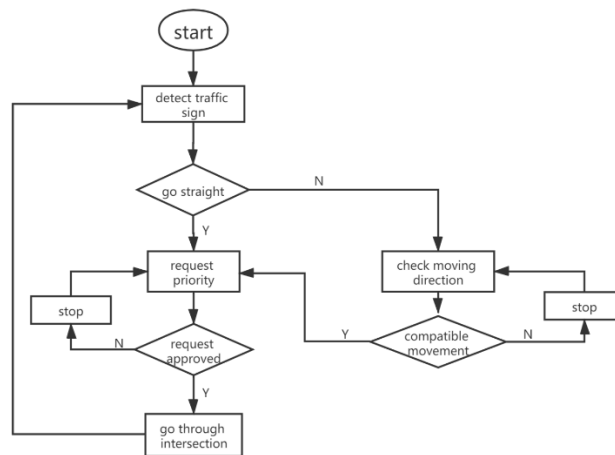 start
detect traffic
sign
go straight
N
Y
request
priority
check moving
direction
stop
stop
N
request
approved
Y
compatible
movement
N
Y
go through
intersection